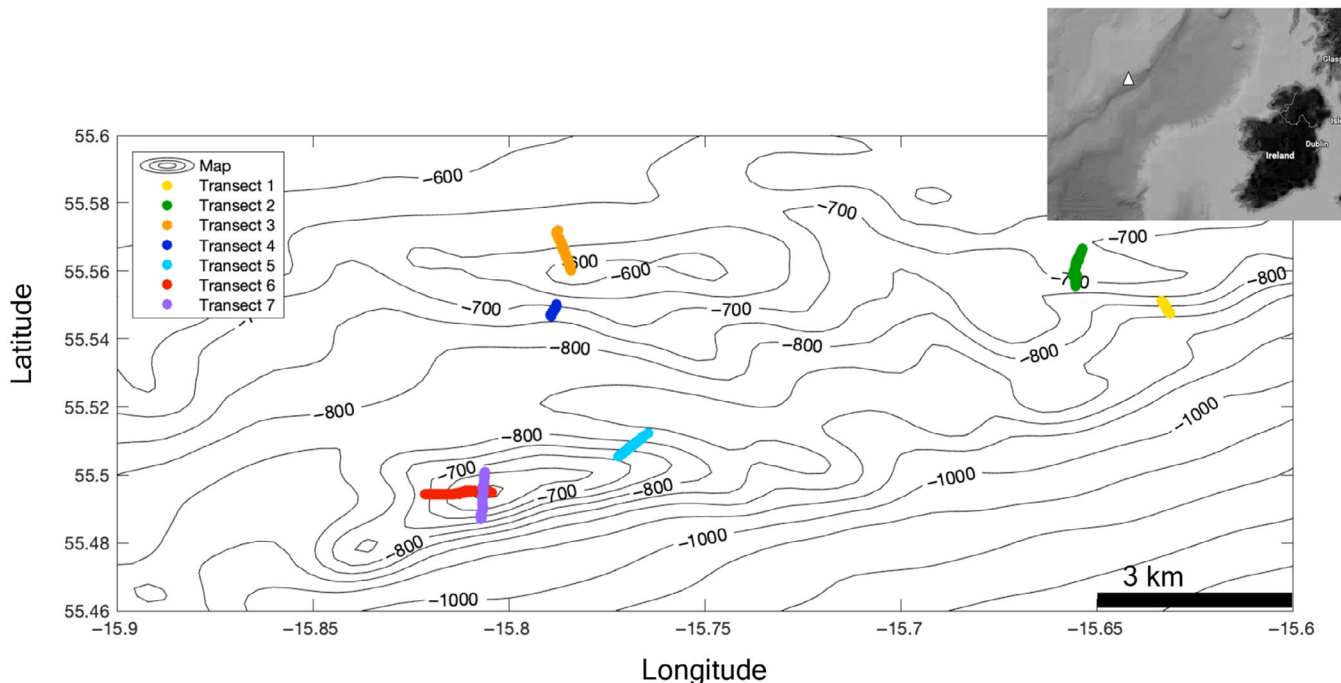 Glasg
Isle
Dublin
Ireland
55.6
55.58
55.56
55.54
55.52
55.5
55.48
55.46
Latitude
Map
Transect 1
Transect 2
Transect 3
Transect 4
Transect 5
Transect 6
Transect 7
−600
−700
−700
−600
−600
−700
−800
−700
−700
−800
−800
−800
−800
−800
−1000
−700
−700
−800
−1000
−800
−1000
−1000
3 km
−15.9
−15.85
−15.8
−15.75
−15.7
−15.65
−15.6
Longitude